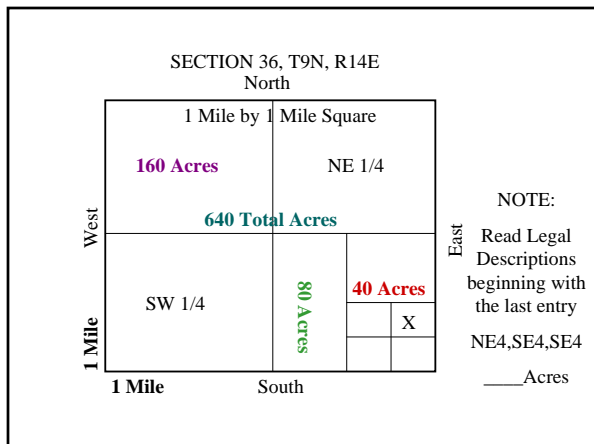 SECTION 36, T9N, R14E
North
1 Mile by 1 Mile Square
160 Acres
NE 1/4
640 Total Acres
West
East
SW 1/4
80 Acres
40 Acres
X
1 Mile
1 Mile
South
NOTE:
Read Legal
Descriptions
beginning with
the last entry
NE4,SE4,SE4
____Acres